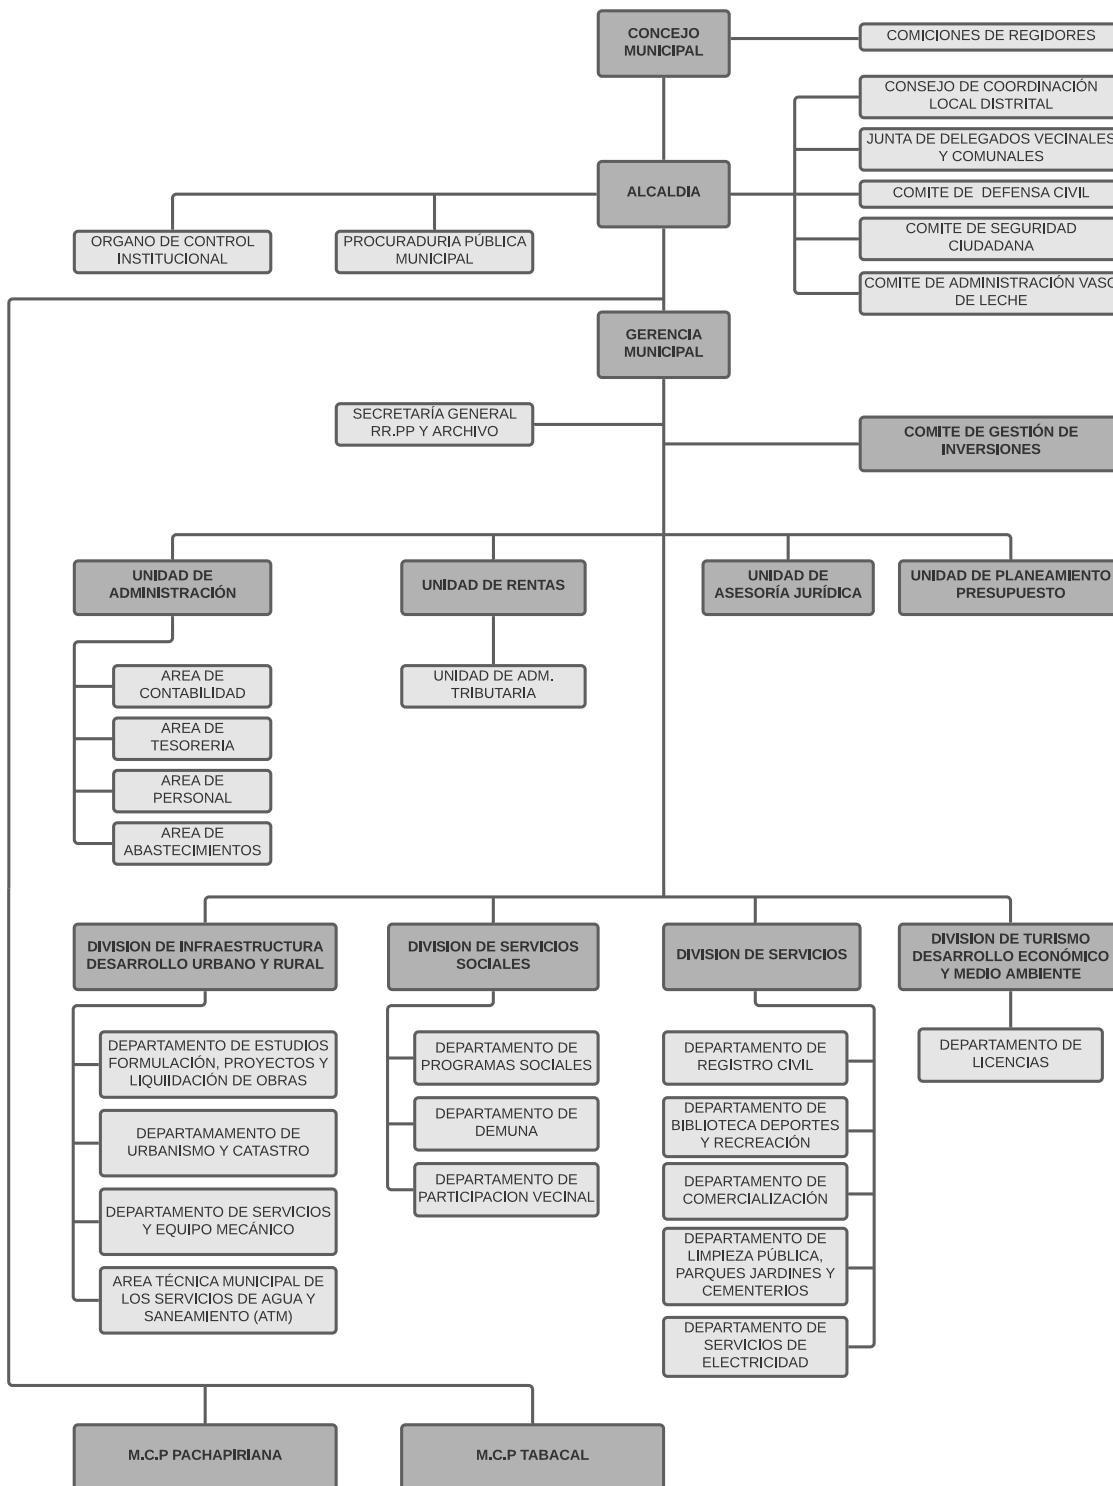 CONCEJO
MUNICIPAL
COMICIONES DE REGIDORES
CONSEJO DE COORDINACIÓN
LOCAL DISTRITAL
JUNTA DE DELEGADOS VECINALES
Y COMUNALES
ALCALDIA
COMITE DE DEFENSA CIVIL
COMITE DE SEGURIDAD
CIUDADANA
COMITE DE ADMINISTRACIÓN VASO
DE LECHE
ORGANO DE CONTROL
INSTITUCIONAL
PROCURADURIA PÚBLICA
MUNICIPAL
GERENCIA
MUNICIPAL
SECRETARÍA GENERAL
RR.PP Y ARCHIVO
COMITE DE GESTIÓN DE
INVERSIONES
UNIDAD DE
ADMINISTRACIÓN
UNIDAD DE RENTAS
UNIDAD DE
ASESORÍA JURÍDICA
UNIDAD DE PLANEAMIENTO
PRESUPUESTO
AREA DE
CONTABILIDAD
AREA DE
TESORERIA
AREA DE
PERSONAL
AREA DE
ABASTECIMIENTOS
UNIDAD DE ADM.
TRIBUTARIA
DIVISION DE INFRAESTRUCTURA
DESARROLLO URBANO Y RURAL
DIVISION DE SERVICIOS
SOCIALES
DIVISION DE SERVICIOS
DIVISION DE TURISMO
DESARROLLO ECONÓMICO
Y MEDIO AMBIENTE
DEPARTAMENTO DE ESTUDIOS
FORMULACIÓN, PROYECTOS Y
LIQUIIDACIÓN DE OBRAS
DEPARTAMAMENTO DE
URBANISMO Y CATASTRO
DEPARTAMENTO DE SERVICIOS
Y EQUIPO MECÁNICO
AREA TÉCNICA MUNICIPAL DE
LOS SERVICIOS DE AGUA Y
SANEAMIENTO (ATM)
DEPARTAMENTO DE
PROGRAMAS SOCIALES
DEPARTAMENTO DE
DEMUNA
DEPARTAMENTO DE
PARTICIPACION VECINAL
DEPARTAMENTO DE
REGISTRO CIVIL
DEPARTAMENTO DE
BIBLIOTECA DEPORTES
Y RECREACIÓN
DEPARTAMENTO DE
COMERCIALIZACIÓN
DEPARTAMENTO DE
LIMPIEZA PÚBLICA,
PARQUES JARDINES Y
CEMENTERIOS
DEPARTAMENTO DE
SERVICIOS DE
ELECTRICIDAD
DEPARTAMENTO DE
LICENCIAS
M.C.P PACHAPIRIANA
M.C.P TABACAL